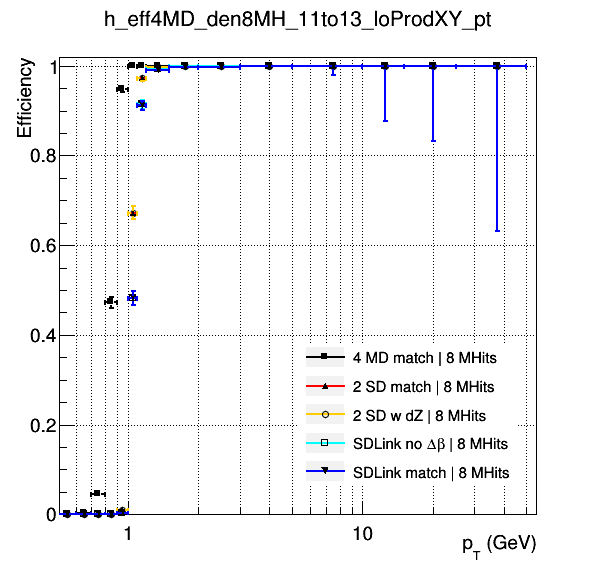 h_eff4MD_den8MH_11to13_loProdXY_pt
Efficiency
1
0.8
0.6
0.4
0.2
0
4 MD match | 8 MHits
2 SD match | 8 MHits
2 SD w dZ | 8 MHits
SDLink no Δβ | 8 MHits
SDLink match | 8 MHits
1
10
p_T (GeV)